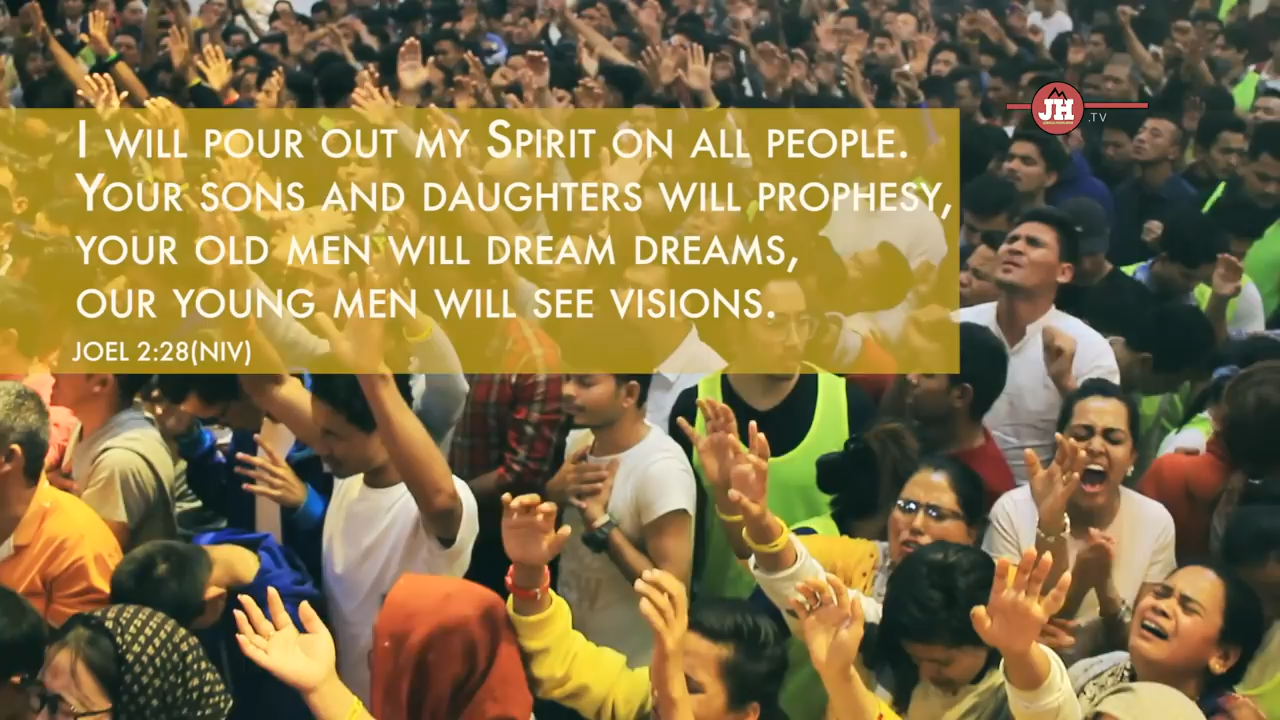 I WILL POUR OUT MY SPIRIT ON ALL PEOPLE.
YOUR SONS AND DAUGHTERS WILL PROPHESY,
YOUR OLD MEN WILL DREAM DREAMS,
OUR YOUNG MEN WILL SEE VISIONS.
JOEL 2:28(NIV)
JH
.TV